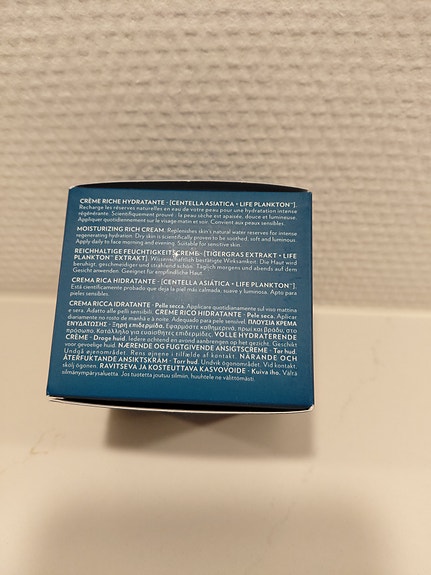 CRÈME RICHE HYDRATANTE - [CENTELLA ASIATICA + LIFE PLANKTON™].
Recharge les réserves naturelles en eau de votre peau pour une hydratation intense
régénérante. Scientifiquement prouvé : la peau sèche est apaisée, douce et lumineuse.
Appliquer quotidiennement sur le visage matin et soir. Convient aux peaux sensibles.
MOISTURIZING RICH CREAM. Replenishes skin's natural water reserves for intense
regenerating hydration. Dry skin is scientifically proven to be soothed, soft and luminous.
Apply daily to face morning and evening. Suitable for sensitive skin.
REICHHALTIGE FEUCHTIGKEITSCREME - [TIGERGRAS EXTRAKT + LIFE
PLANKTON™ EXTRAKT]. Wissenschaftlich bestätigte Wirksamkeit. Die Haut wird
beruhigt, geschmeidiger und strahlend schön. Täglich morgens und abends auf dem
Gesicht anwenden. Geeignet für empfindliche Haut.
CREMA RICA HIDRATANTE - [CENTELLA ASIATICA + LIFE PLANKTON™].
Está científicamente probado que deja la piel más calmada, suave y luminosa. Apto para
pieles sensibles.
CREMA RICCA IDRATANTE - Pelle secca. Applicare quotidianamente sul viso mattina
e sera. Adatto alle pelli sensibili. CREME RICO HIDRATANTE - Pele seca. Aplicar
diariamente no rosto de manhã e à noite. Adequado para pele sensível. ΠΛΟΥΣΙΑ ΚΡΕΜΑ
ΕΝΥΔΑΤΩΣΗΣ - Ξηρή επιδερμίδα. Εφαρμόστε καθημερινά, πρωί και βράδυ, στο
πρόσωπο. Κατάλληλο για ευαίσθητες επιδερμίδες. VOLLE HYDRATERENDE
CRÈME - Droge huid. Iedere ochtend en avond aanbrengen op het gezicht. Geschikt
voor gevoelige huid. NÆRENDE OG FUGTGIVENDE ANSIGTSCREME - Tør hud.
Undgå øjenområdet. Rens øjnene i tilfælde af kontakt. NÄRANDE OCH
ÅTERFUKTANDE ANSIKTSKRÄM - Torr hud. Undvik ögonområdet. Vid kontakt,
skölj ögonen. RAVITSEVA JA KOSTEUTTAVA KASVOVOIDE - Kuiva iho. Vältä
silmänympärysaluetta. Jos tuotetta joutuu silmiin, huuhtele ne välittömästi.